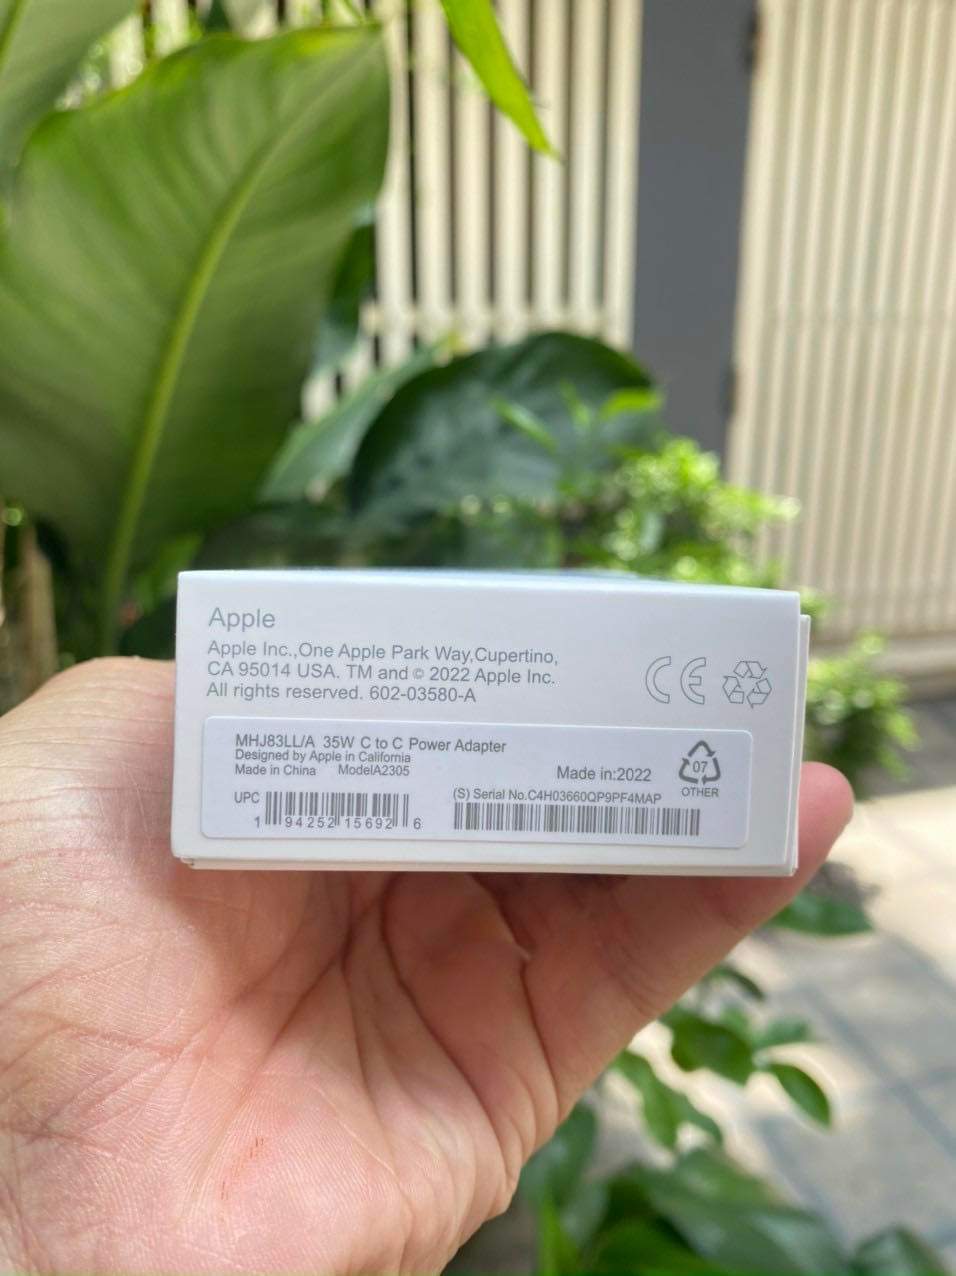 Apple
Apple Inc.,One Apple Park Way,Cupertino,
CA 95014 USA. TM and © 2022 Apple Inc.
All rights reserved. 602-03580-A
CE
MHJ83LL/A 35W C to C Power Adapter
Designed by Apple in California
Made in China ModelA2305
Made in:2022
07
OTHER
UPC
1 94252 15692 6
(S) Serial No.C4H03660QP9PF4MAP